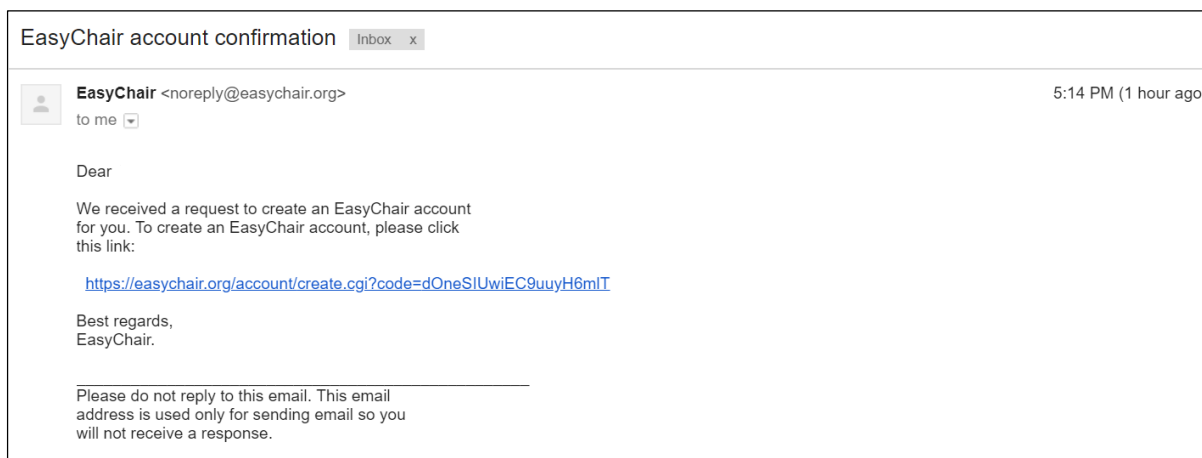 EasyChair account confirmation Inbox x
EasyChair <noreply@easychair.org> 5:14 PM (1 hour ago
to me
Dear
We received a request to create an EasyChair account
for you. To create an EasyChair account, please click
this link:
https://easychair.org/account/create.cgi?code=dOneSIUwiEC9uuyH6mlT
Best regards,
EasyChair.
Please do not reply to this email. This email
address is used only for sending email so you
will not receive a response.